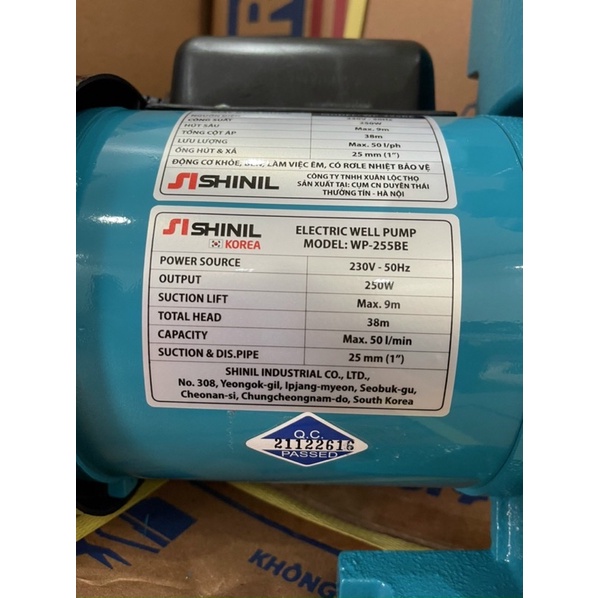 CÔNG SUẤT 250W
HÚT SÂU Max. 9m
TỔNG CỘT ÁP 38m
LƯU LƯỢNG Max. 50 l/ph
ỐNG HÚT & XẢ 25 mm (1")
ĐỘNG CƠ KHỎE, BỀN, LÀM VIỆC ÊM, CÓ RƠLE NHIỆT BẢO VỆ
SHINIL
CÔNG TY TNHH XUÂN LỘC THỌ
SẢN XUẤT TẠI: CỤM CN DUYÊN THÁI
THƯỜNG TÍN - HÀ NỘI
SHINIL
KOREA
ELECTRIC WELL PUMP
MODEL: WP-255BE
POWER SOURCE 230V - 50Hz
OUTPUT 250W
SUCTION LIFT Max. 9m
TOTAL HEAD 38m
CAPACITY Max. 50 l/min
SUCTION & DIS.PIPE 25 mm (1")
SHINIL INDUSTRIAL CO., LTD.,
No. 308, Yeongok-gil, Ipjang-myeon, Seobuk-gu,
Cheonan-si, Chungcheongnam-do, South Korea
Q.C.
21122616
PASSED
KHÔNG